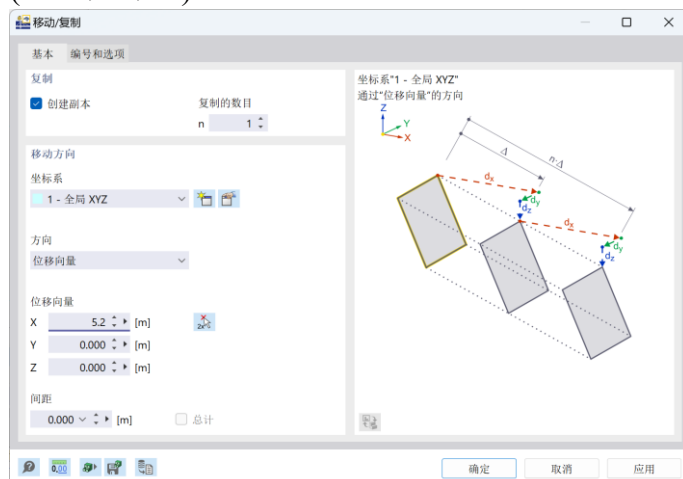 移动/复制
基本 编号和选项
复制
创建副本 复制的数目
n 1
移动方向
坐标系
1 - 全局 XYZ
方向
位移向量
位移向量
X 5.2 [m]
Y 0.000 [m]
Z 0.000 [m]
间距
0.000 [m] 总计
坐标系"1 - 全局 XYZ"
通过"位移向量"的方向
Z
Y
X
Δ
n·Δ
dx
dy
dz
dx
dy
dz
0,00
确定 取消 应用